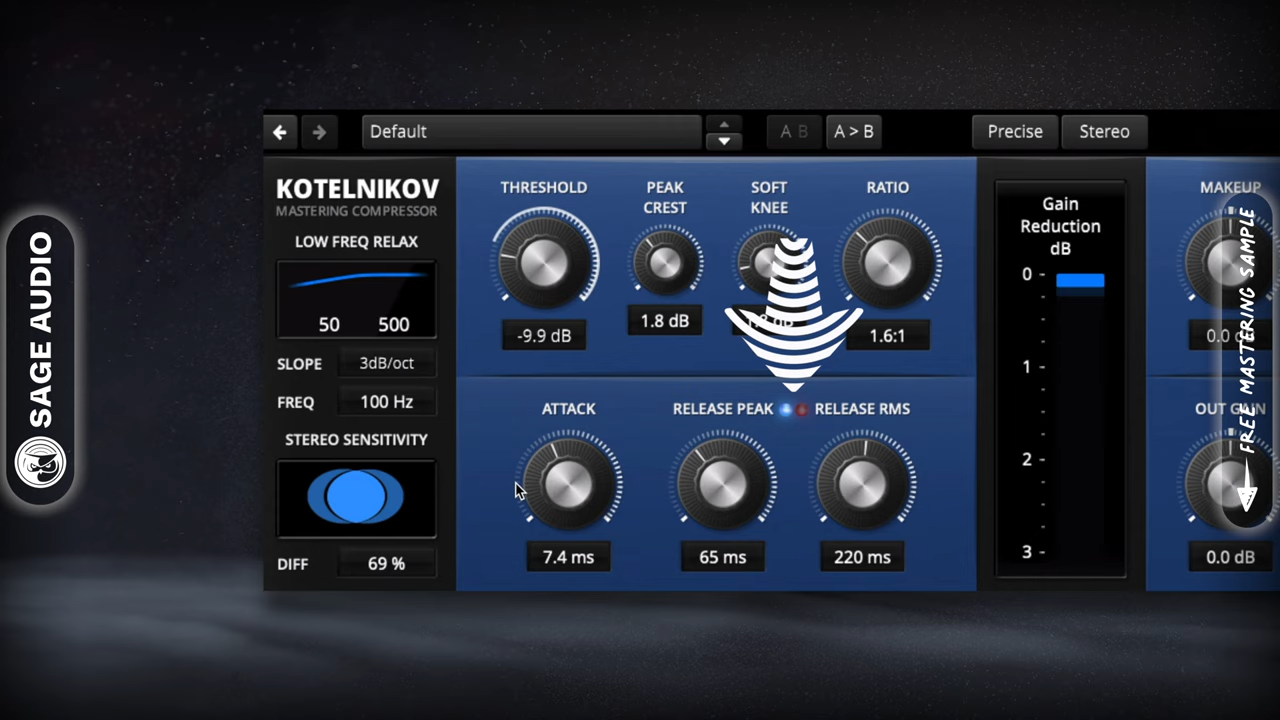 Default
A B
A > B
Precise
Stereo
KOTELNIKOV
MASTERING COMPRESSOR
LOW FREQ RELAX
50 500
SLOPE 3dB/oct
FREQ 100 Hz
STEREO SENSITIVITY
DIFF 69 %
THRESHOLD
-9.9 dB
PEAK
CREST
1.8 dB
SOFT
KNEE
RATIO
1.6:1
ATTACK
7.4 ms
RELEASE PEAK
65 ms
RELEASE RMS
220 ms
Gain
Reduction
dB
0
1
2
3
MAKEUP
OUT GAIN
0.0 dB
SAGE AUDIO
FREE MASTERING SAMPLE